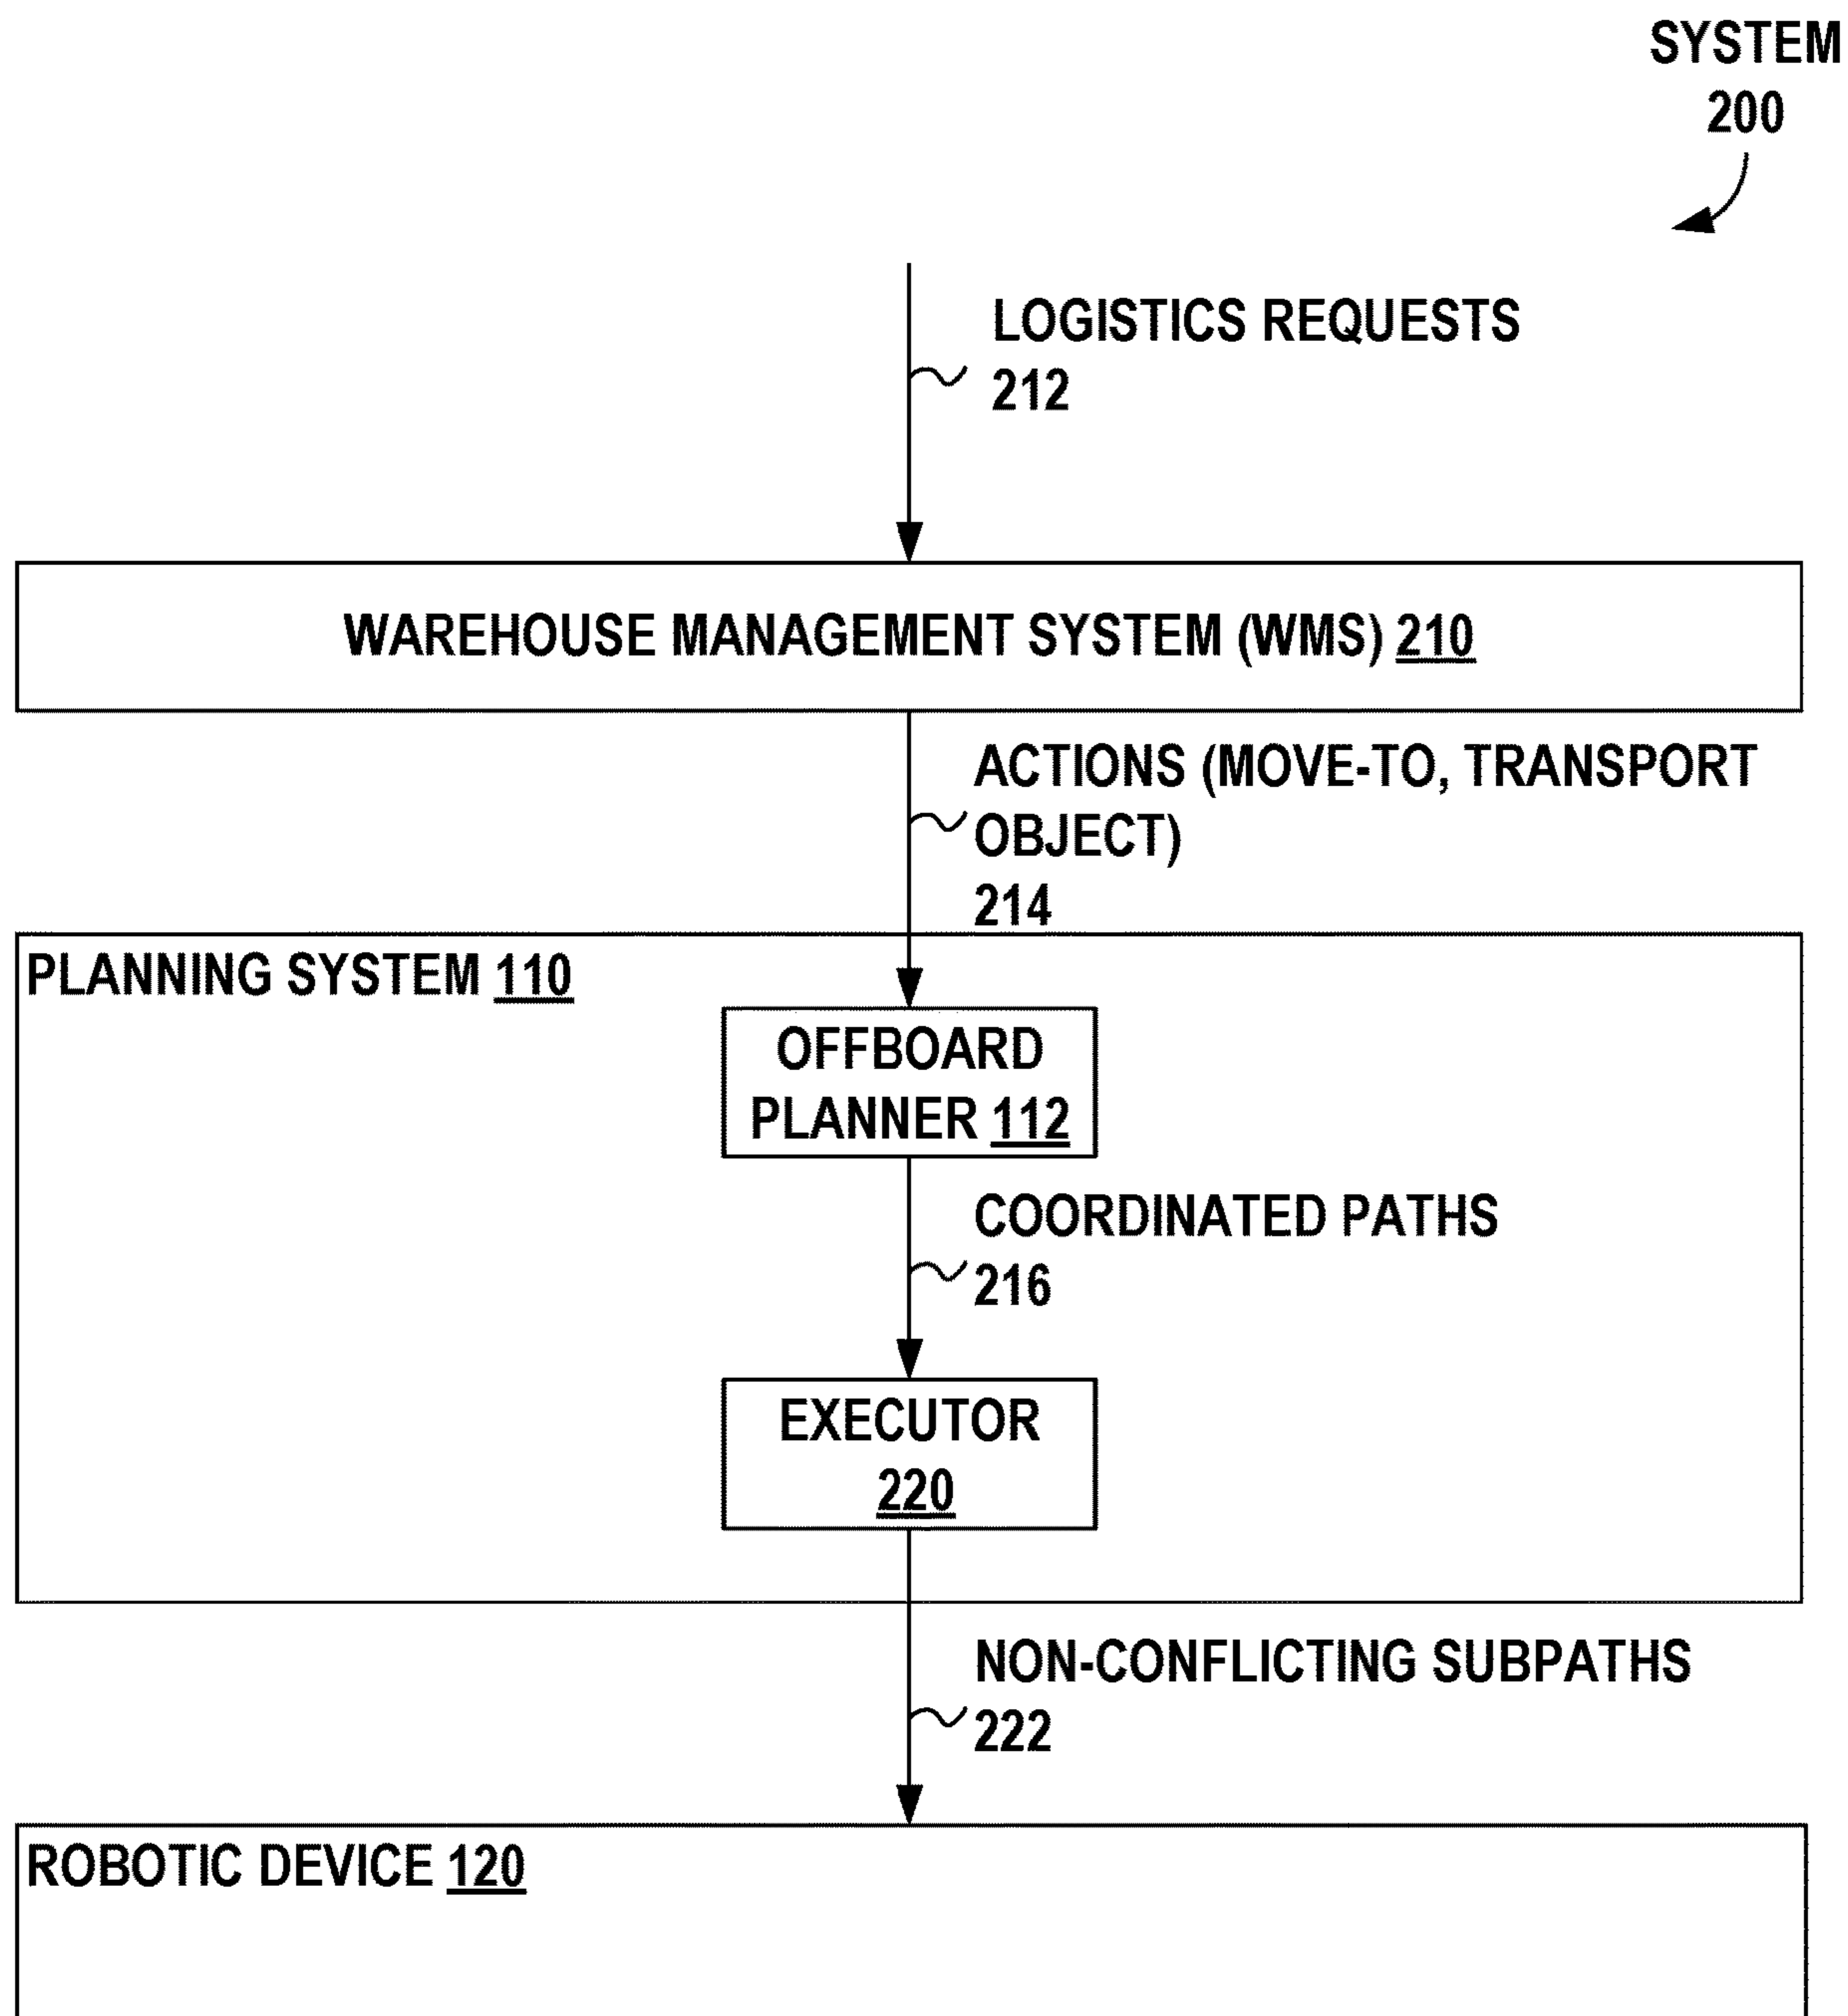 SYSTEM
200
LOGISTICS REQUESTS
212
WAREHOUSE MANAGEMENT SYSTEM (WMS) 210
ACTIONS (MOVE-TO, TRANSPORT
OBJECT)
214
PLANNING SYSTEM 110
OFFBOARD
PLANNER 112
COORDINATED PATHS
216
EXECUTOR
220
NON-CONFLICTING SUBPATHS
222
ROBOTIC DEVICE 120